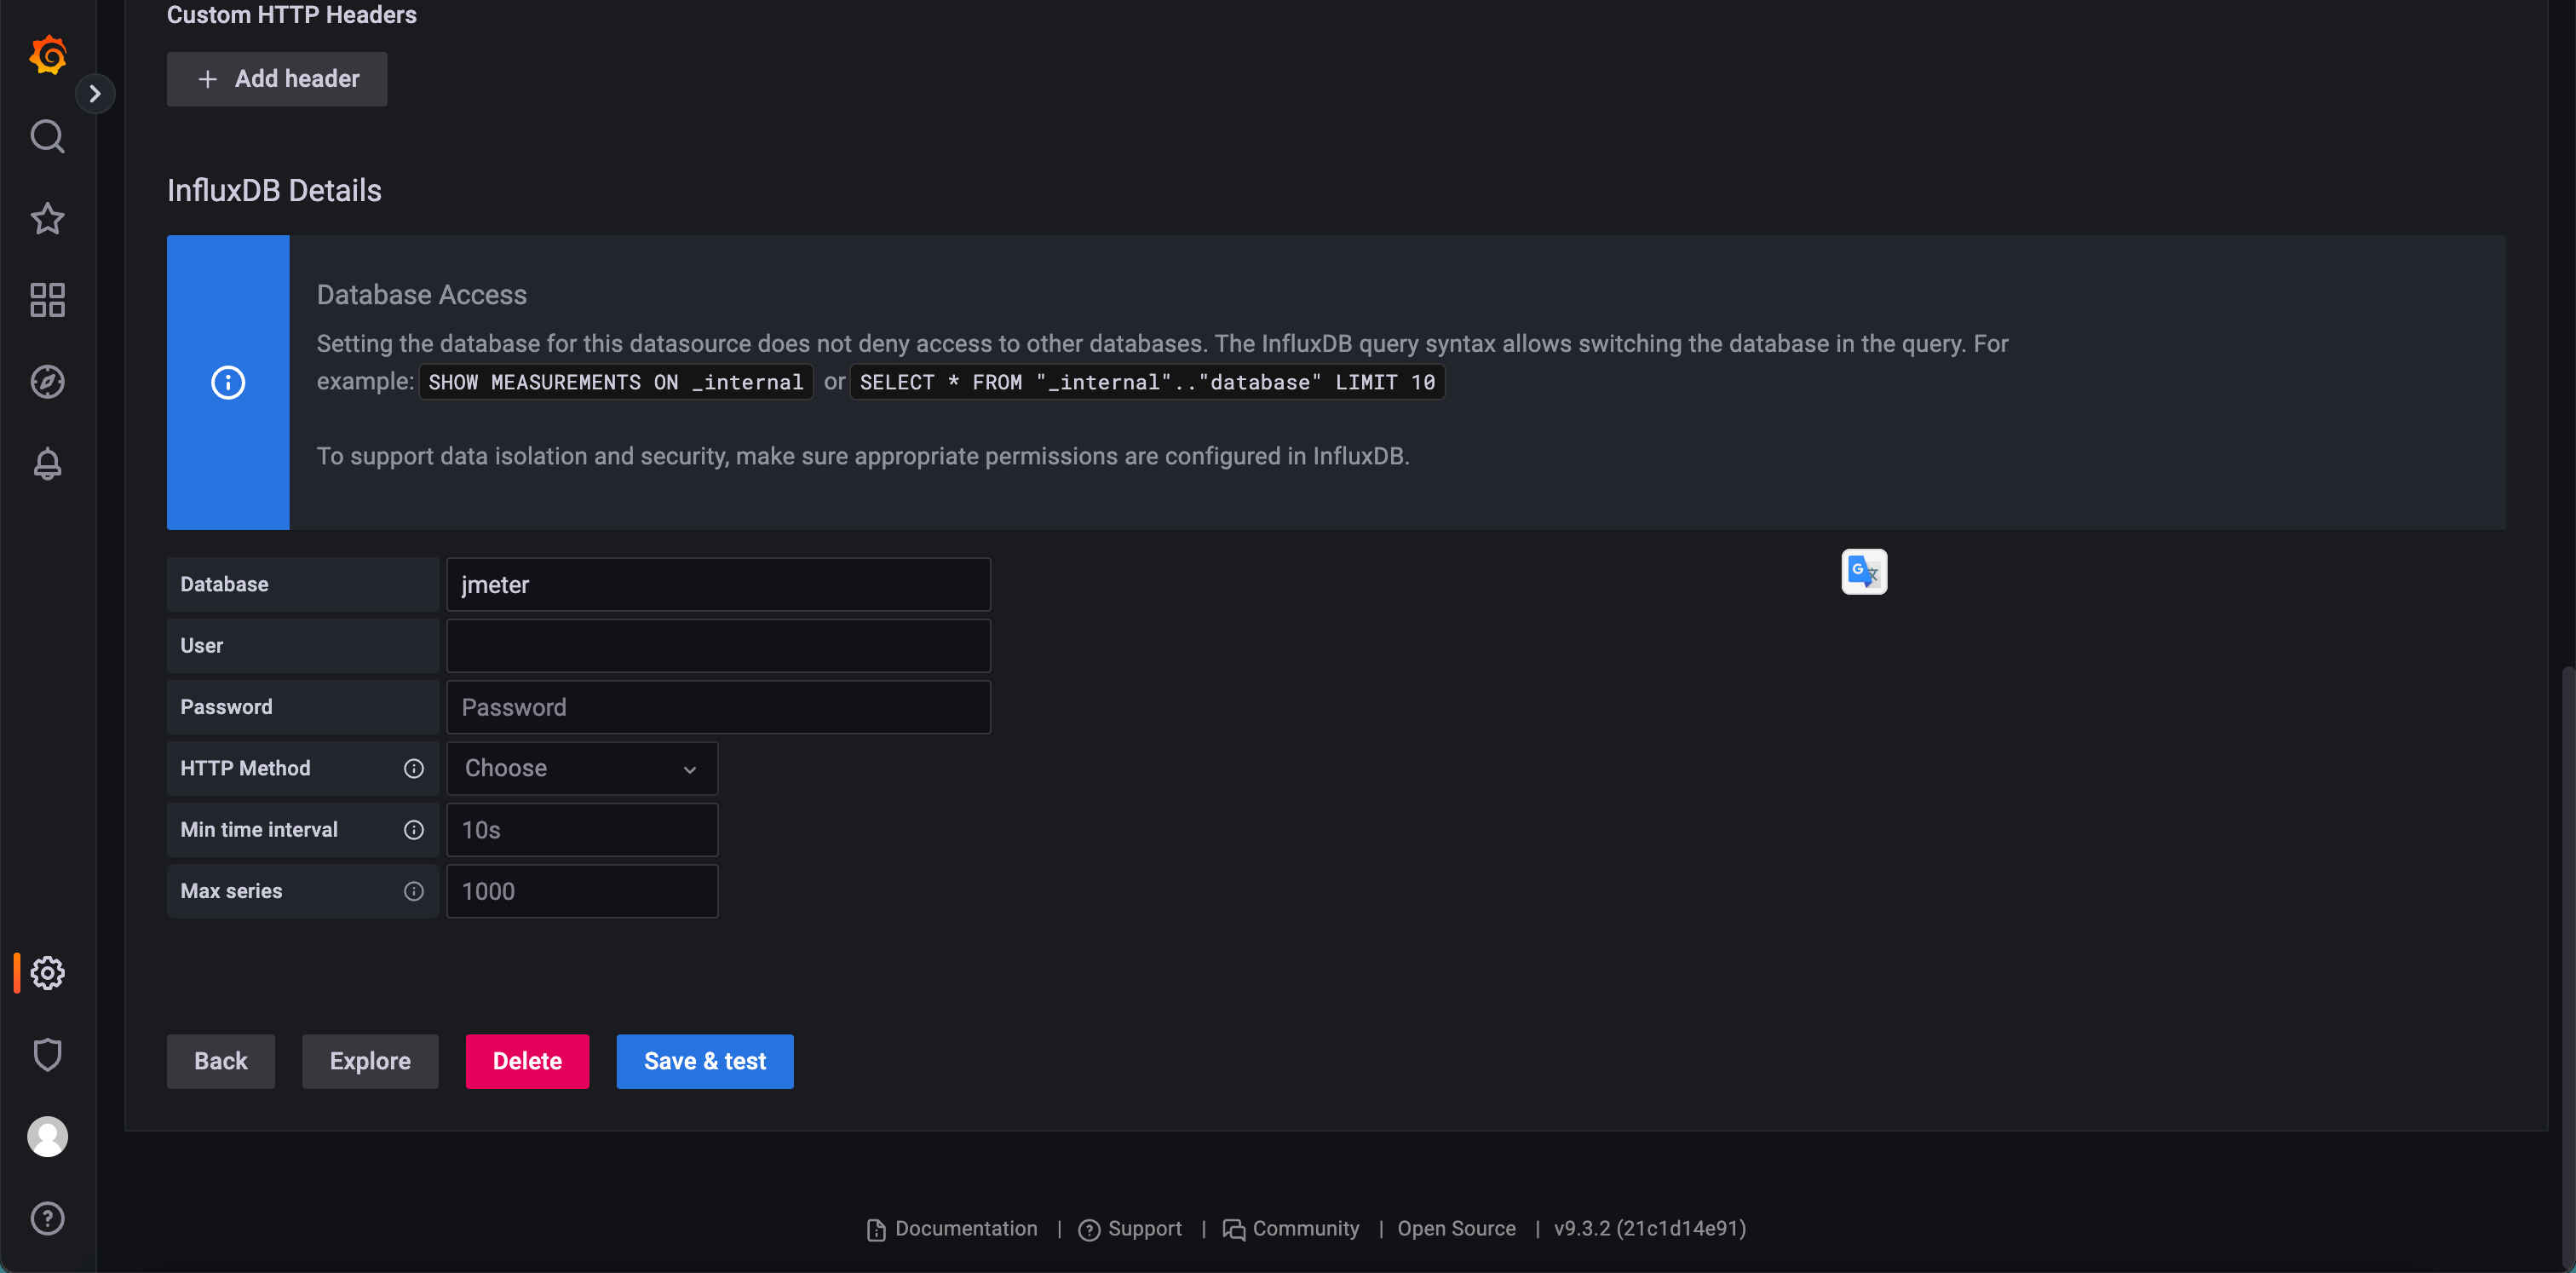 Custom HTTP Headers
+ Add header
InfluxDB Details
Database Access
Setting the database for this datasource does not deny access to other databases. The InfluxDB query syntax allows switching the database in the query. For
example: SHOW MEASUREMENTS ON _internal or SELECT * FROM "_internal".."database" LIMIT 10
To support data isolation and security, make sure appropriate permissions are configured in InfluxDB.
Database jmeter
User
Password Password
HTTP Method Choose
Min time interval 10s
Max series 1000
Back Explore Delete Save & test
Documentation | Support | Community | Open Source | v9.3.2 (21c1d14e91)